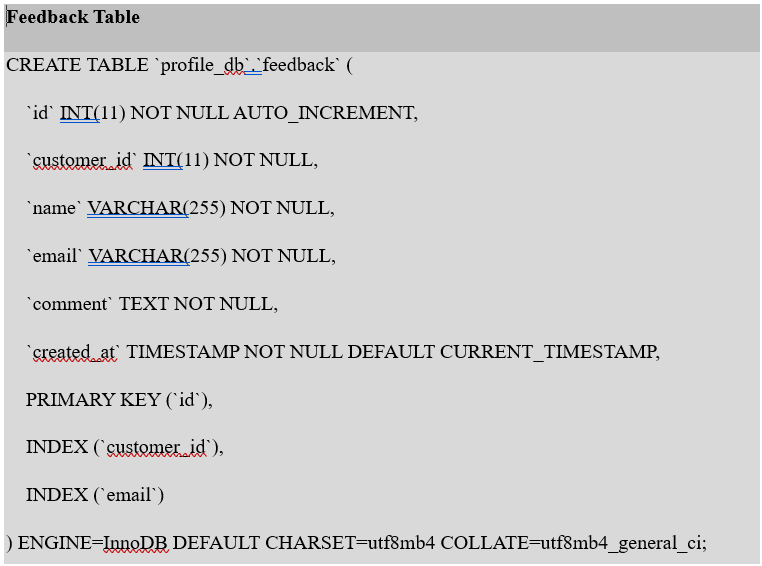 Feedback Table
CREATE TABLE `profile_db`.`feedback` (
`id` INT(11) NOT NULL AUTO_INCREMENT,
`customer_id` INT(11) NOT NULL,
`name` VARCHAR(255) NOT NULL,
`email` VARCHAR(255) NOT NULL,
`comment` TEXT NOT NULL,
`created_at` TIMESTAMP NOT NULL DEFAULT CURRENT_TIMESTAMP,
PRIMARY KEY (`id`),
INDEX (`customer_id`),
INDEX (`email`)
) ENGINE=InnoDB DEFAULT CHARSET=utf8mb4 COLLATE=utf8mb4_general_ci;